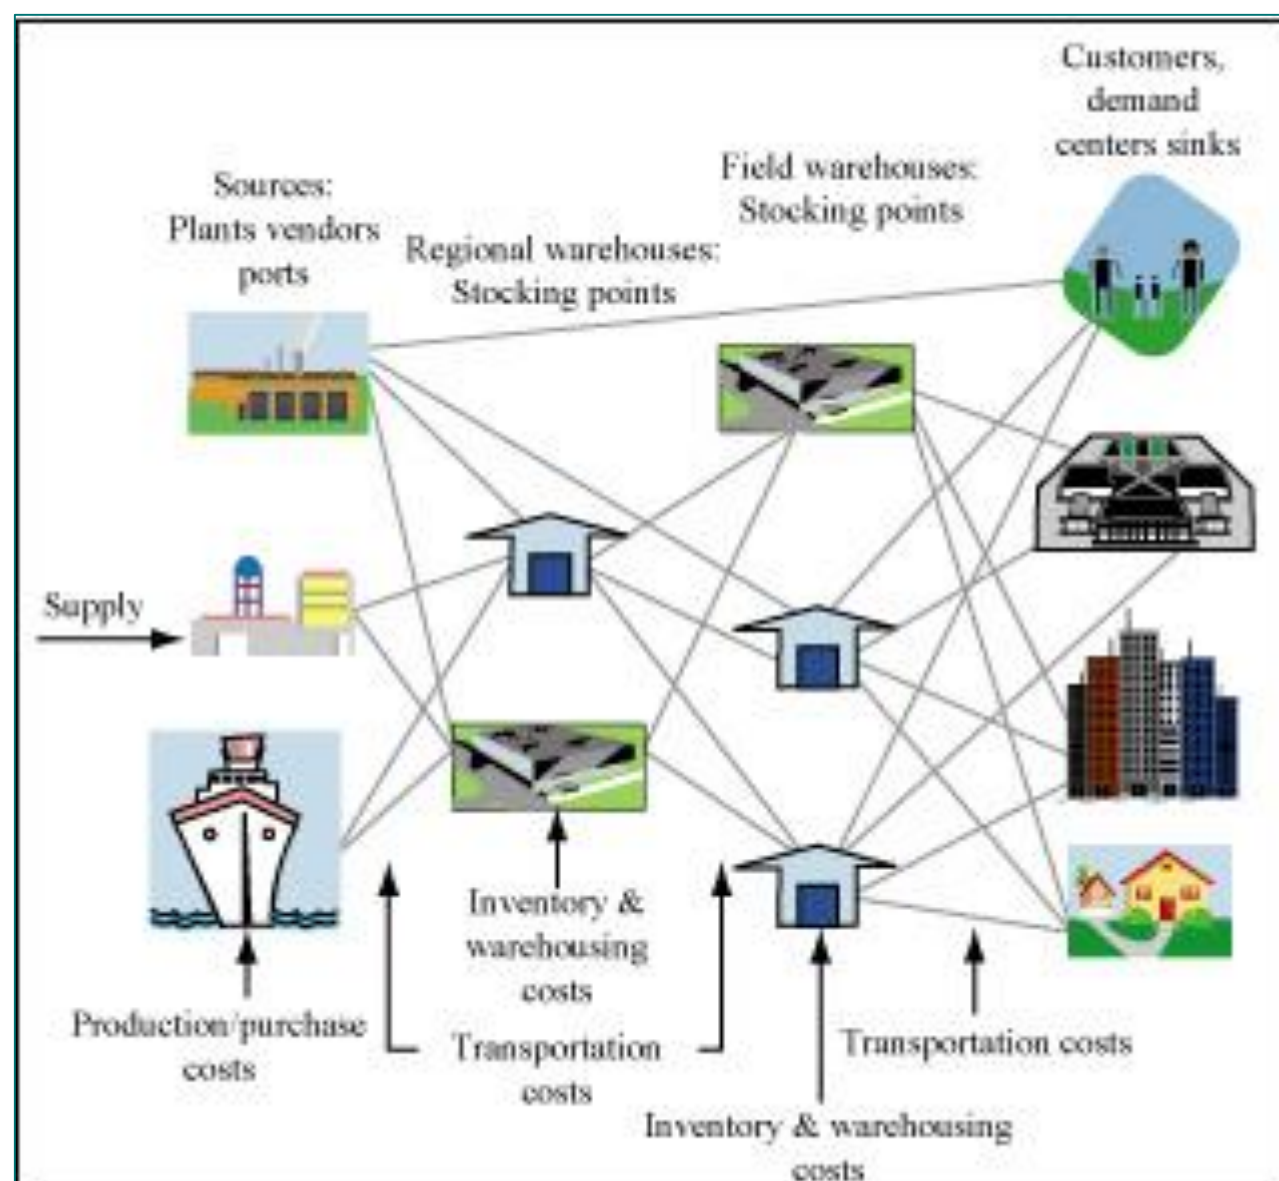 Customers,
demand
centers sinks
Field warehouses:
Stocking points
Sources:
Plants vendors
ports
Regional warehouses:
Stocking points
Supply
Inventory &
warehousing
costs
Production/purchase
costs
Transportation
costs
Transportation costs
Inventory & warehousing
costs